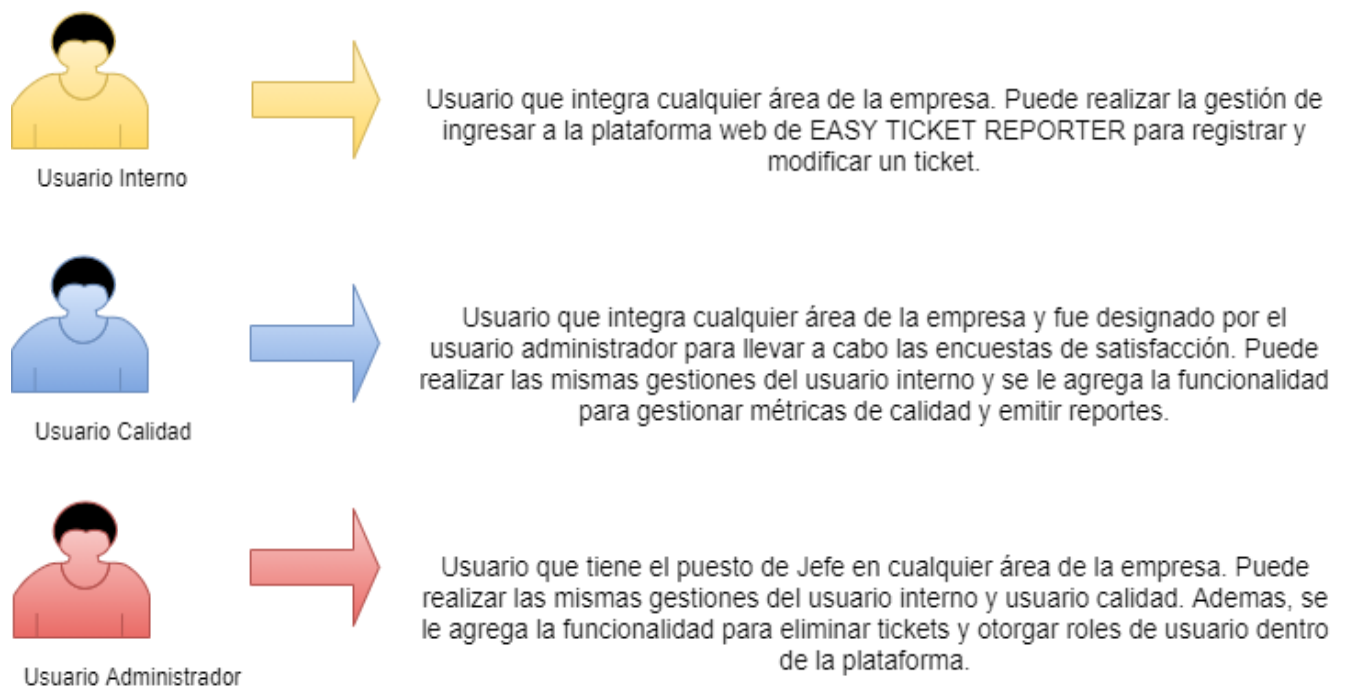 Usuario que integra cualquier área de la empresa. Puede realizar la gestión de
ingresar a la plataforma web de EASY TICKET REPORTER para registrar y
modificar un ticket.
Usuario Interno
Usuario que integra cualquier área de la empresa y fue designado por el
usuario administrador para llevar a cabo las encuestas de satisfacción. Puede
realizar las mismas gestiones del usuario interno y se le agrega la funcionalidad
para gestionar métricas de calidad y emitir reportes.
Usuario Calidad
Usuario que tiene el puesto de Jefe en cualquier área de la empresa. Puede
realizar las mismas gestiones del usuario interno y usuario calidad. Ademas, se
le agrega la funcionalidad para eliminar tickets y otorgar roles de usuario dentro
de la plataforma.
Usuario Administrador